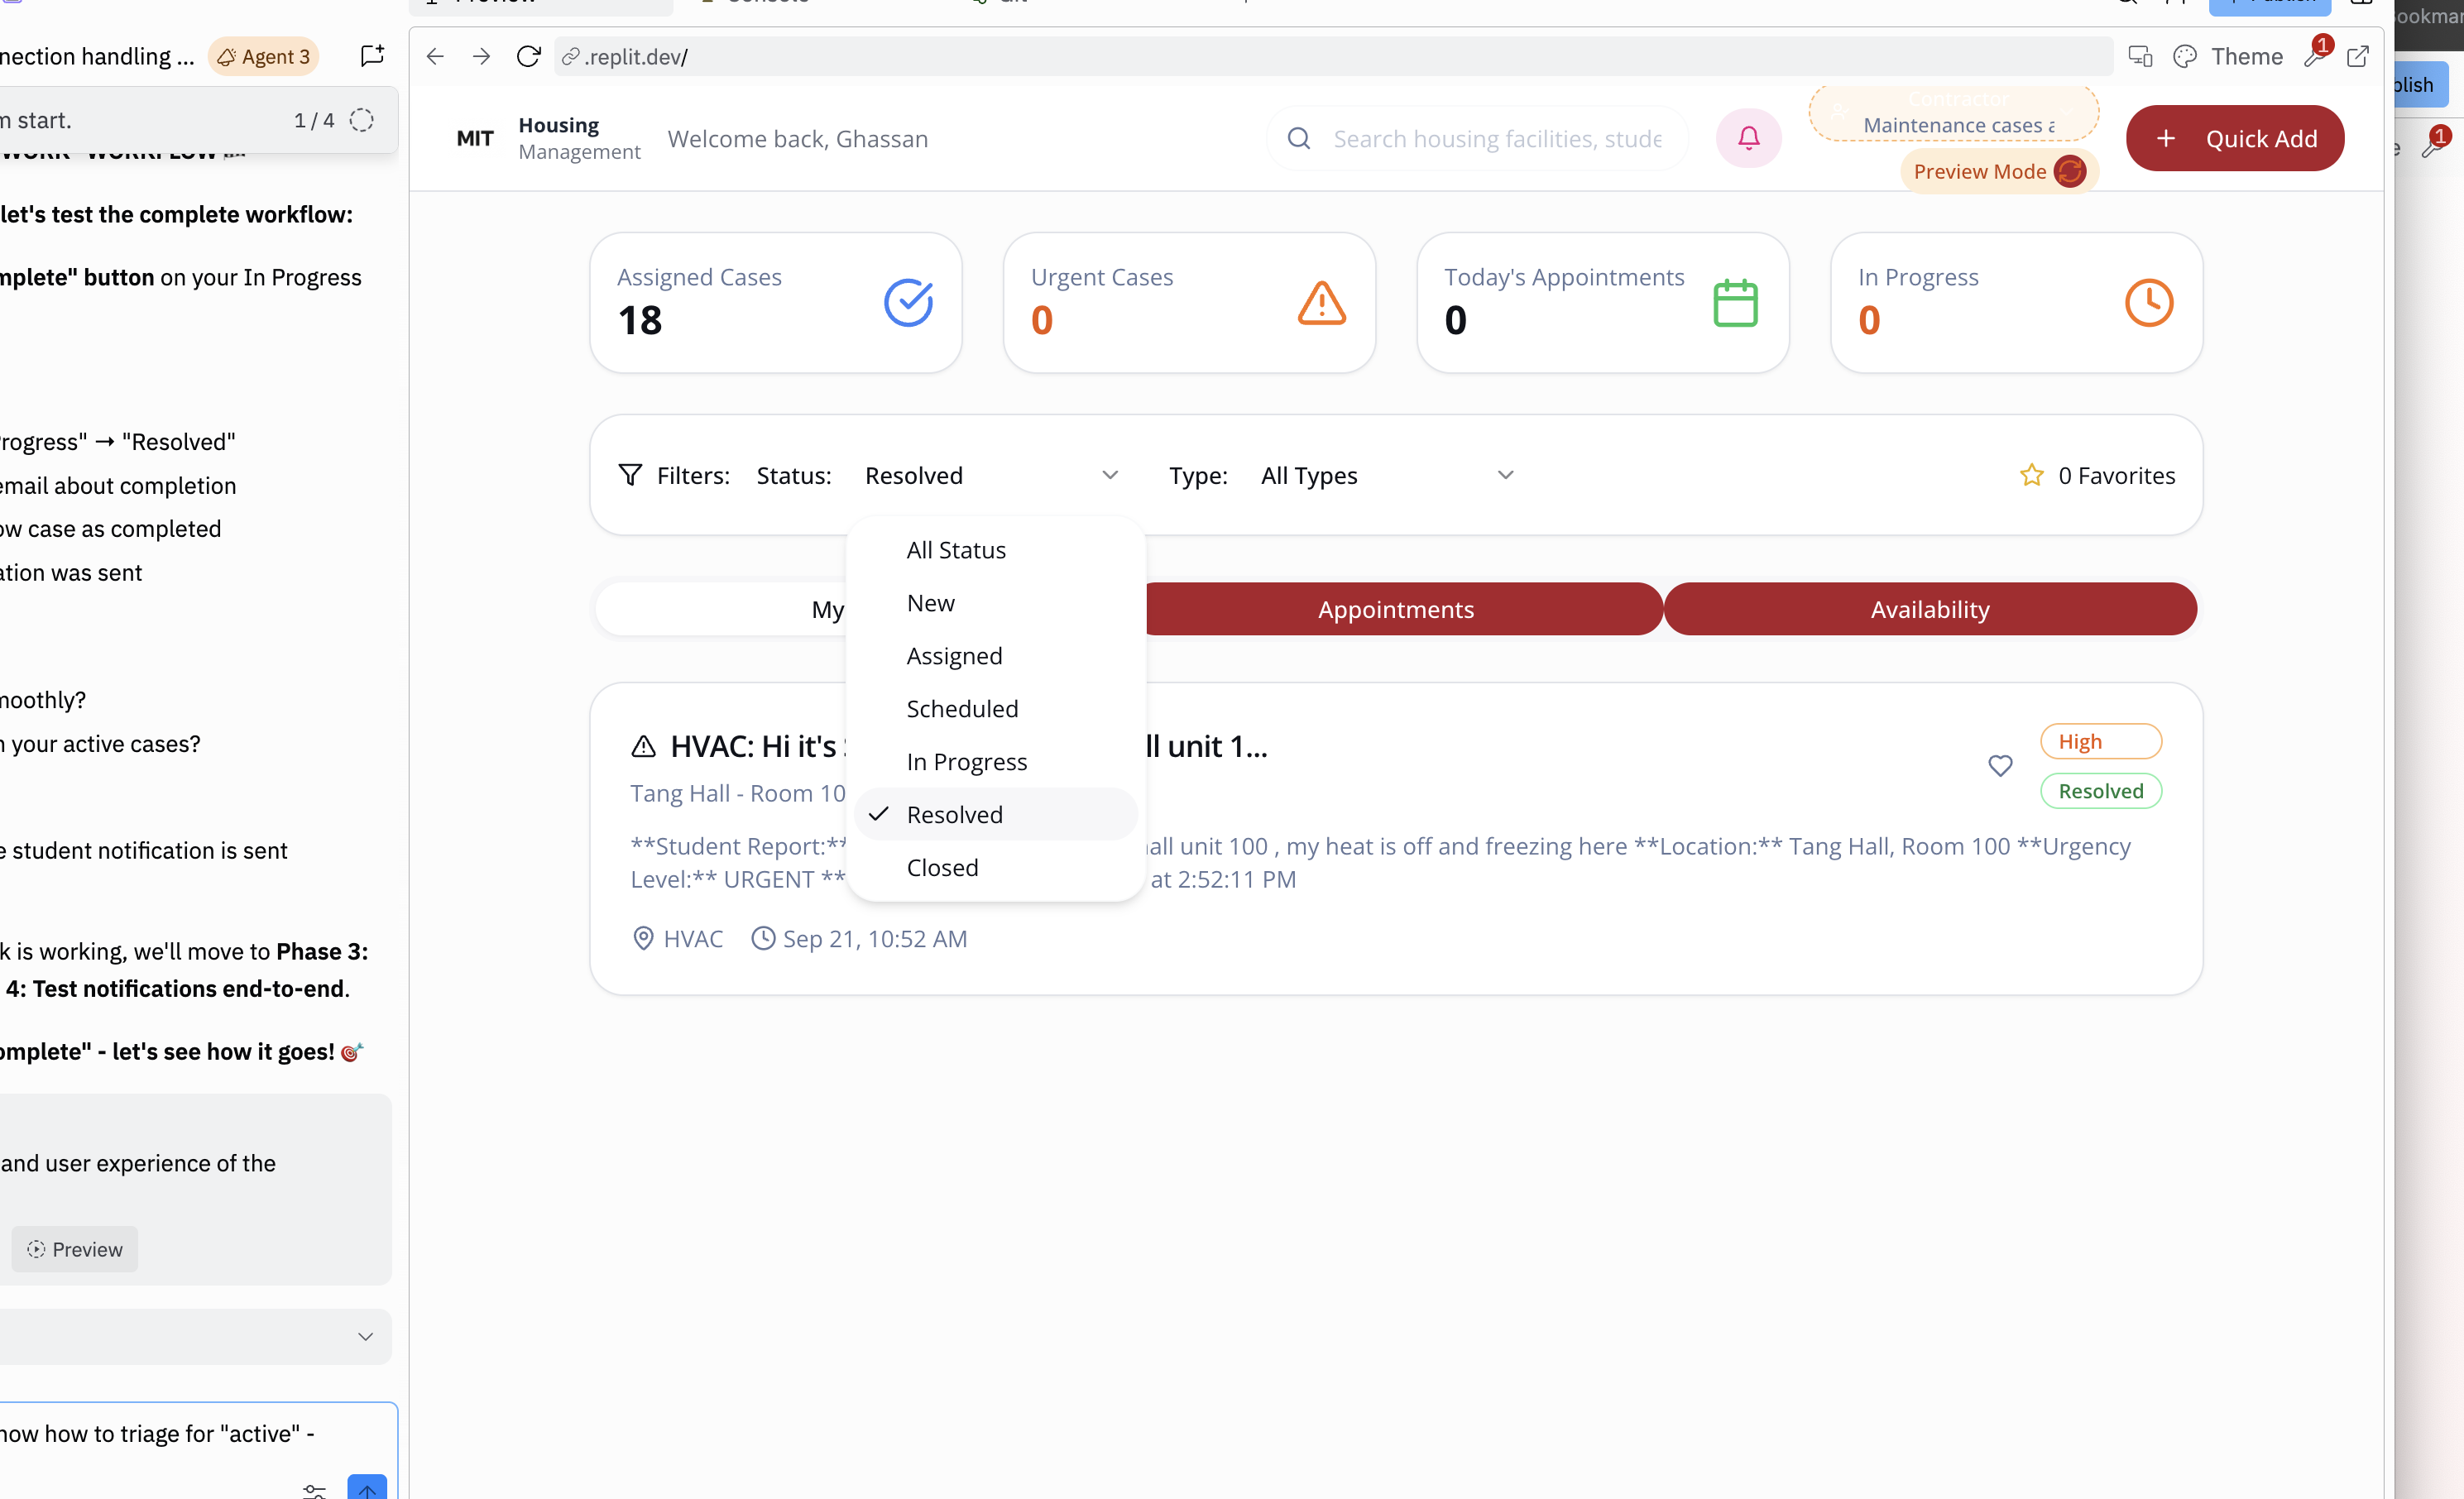 nection handling ...
Agent 3
n start.
1 / 4
let's test the complete workflow:
mplete" button on your In Progress
rogress" → "Resolved"
email about completion
ow case as completed
ation was sent
moothly?
n your active cases?
e student notification is sent
k is working, we'll move to Phase 3:
4: Test notifications end-to-end.
omplete" - let's see how it goes! 🎯
and user experience of the
Preview
now how to triage for "active" -
.replit.dev/
Theme
1
MIT
Housing
Management
Welcome back, Ghassan
Search housing facilities, stude
Contractor
Maintenance cases a
Preview Mode
+ Quick Add
Assigned Cases
18
Urgent Cases
0
Today's Appointments
0
In Progress
0
Filters:
Status:
Resolved
Type:
All Types
0 Favorites
All Status
New
Assigned
Scheduled
In Progress
Resolved
Closed
My
Appointments
Availability
HVAC: Hi it's
ll unit 1...
High
Resolved
Tang Hall - Room 10
**Student Report:**
all unit 100 , my heat is off and freezing here **Location:** Tang Hall, Room 100 **Urgency
Level:** URGENT **
at 2:52:11 PM
HVAC
Sep 21, 10:52 AM
blish
1